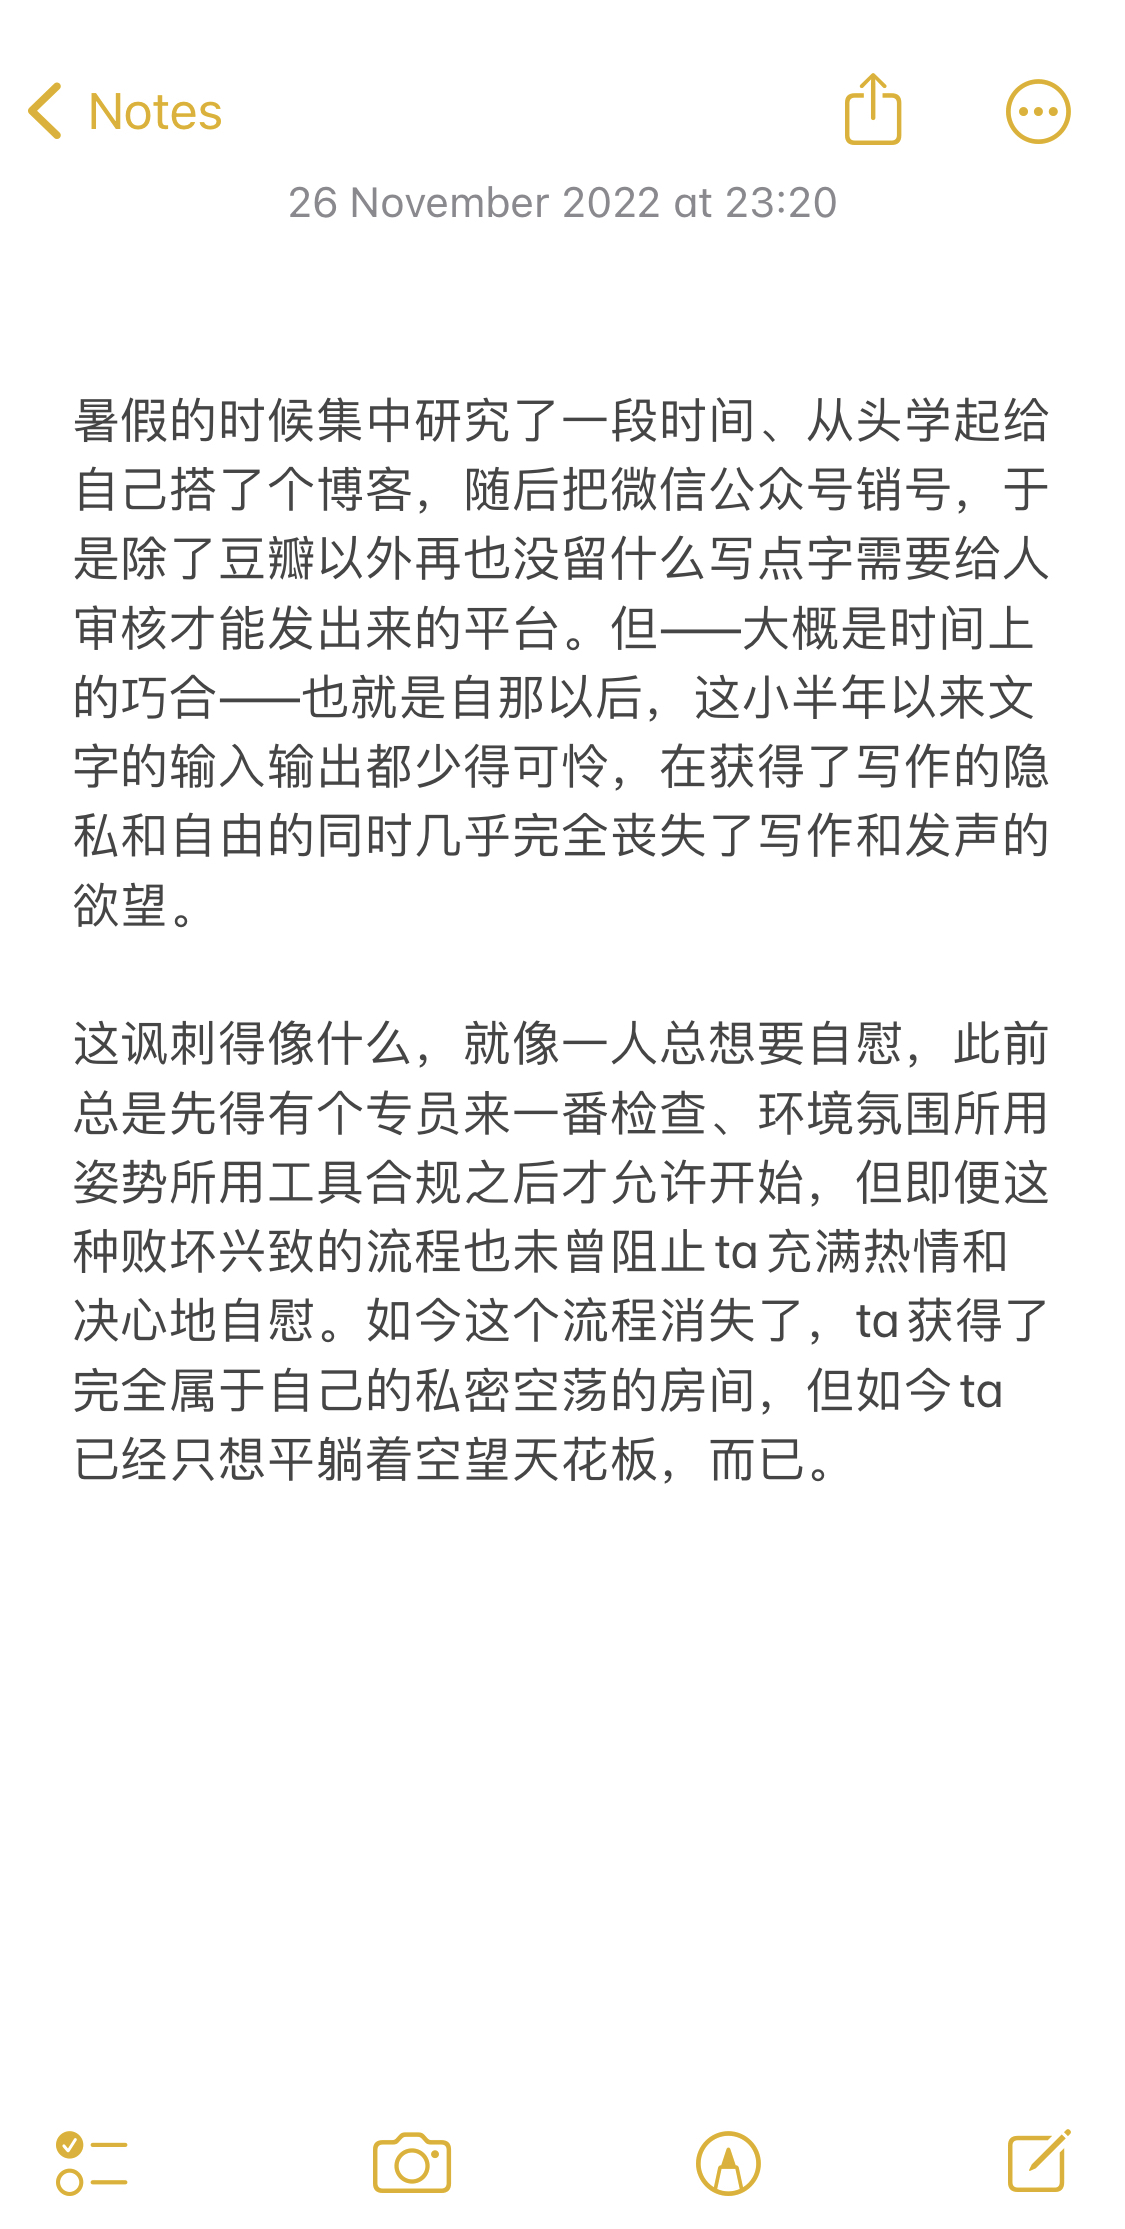 Notes
26 November 2022 at 23:20
暑假的时候集中研究了一段时间、从头学起给
自己搭了个博客，随后把微信公众号销号，于
是除了豆瓣以外再也没留什么写点字需要给人
审核才能发出来的平台。但——大概是时间上
的巧合——也就是自那以后，这小半年以来文
字的输入输出都少得可怜，在获得了写作的隐
私和自由的同时几乎完全丧失了写作和发声的
欲望。
这讽刺得像什么，就像一人总想要自慰，此前
总是先得有个专员来一番检查、环境氛围所用
姿势所用工具合规之后才允许开始，但即便这
种败坏兴致的流程也未曾阻止 ta 充满热情和
决心地自慰。如今这个流程消失了，ta 获得了
完全属于自己的私密空荡的房间，但如今 ta
已经只想平躺着空望天花板，而已。